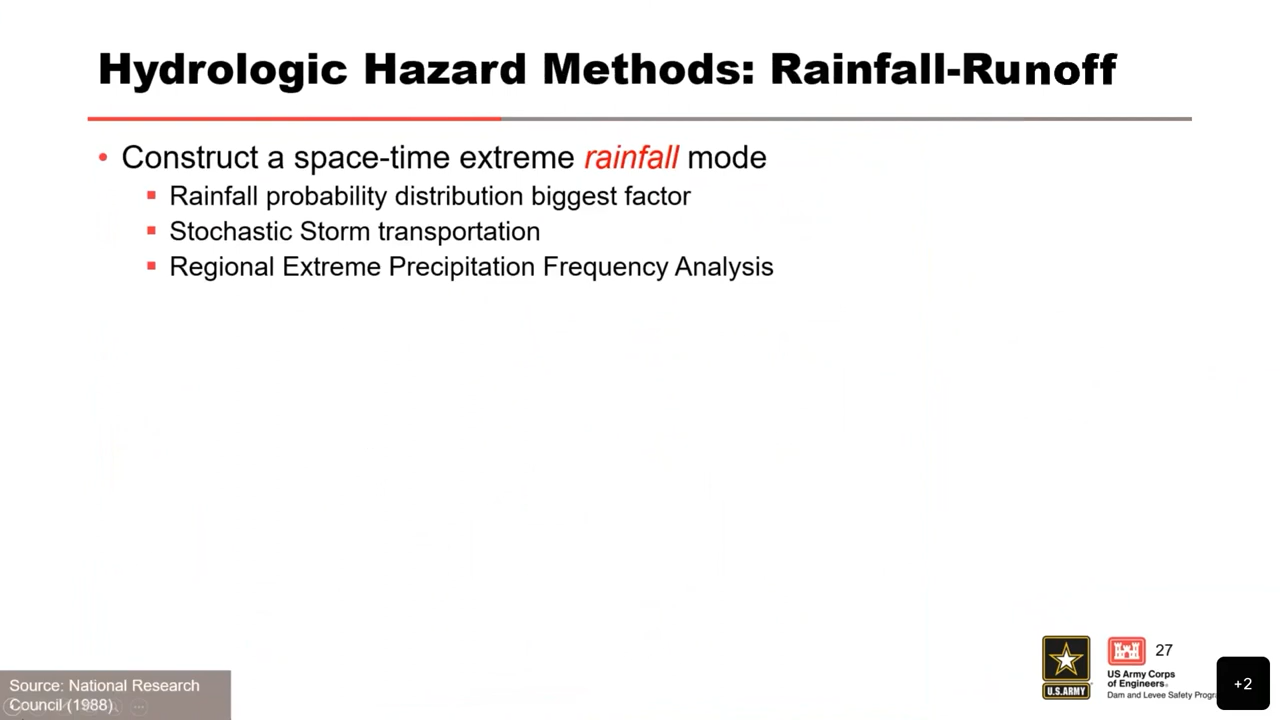 Hydrologic Hazard Methods: Rainfall-Runoff
• Construct a space-time extreme rainfall mode
▪ Rainfall probability distribution biggest factor
▪ Stochastic Storm transportation
▪ Regional Extreme Precipitation Frequency Analysis
27
U.S.ARMY
US Army Corps
of Engineers®
Dam and Levee Safety
+2
Source: National Research
Council (1988)